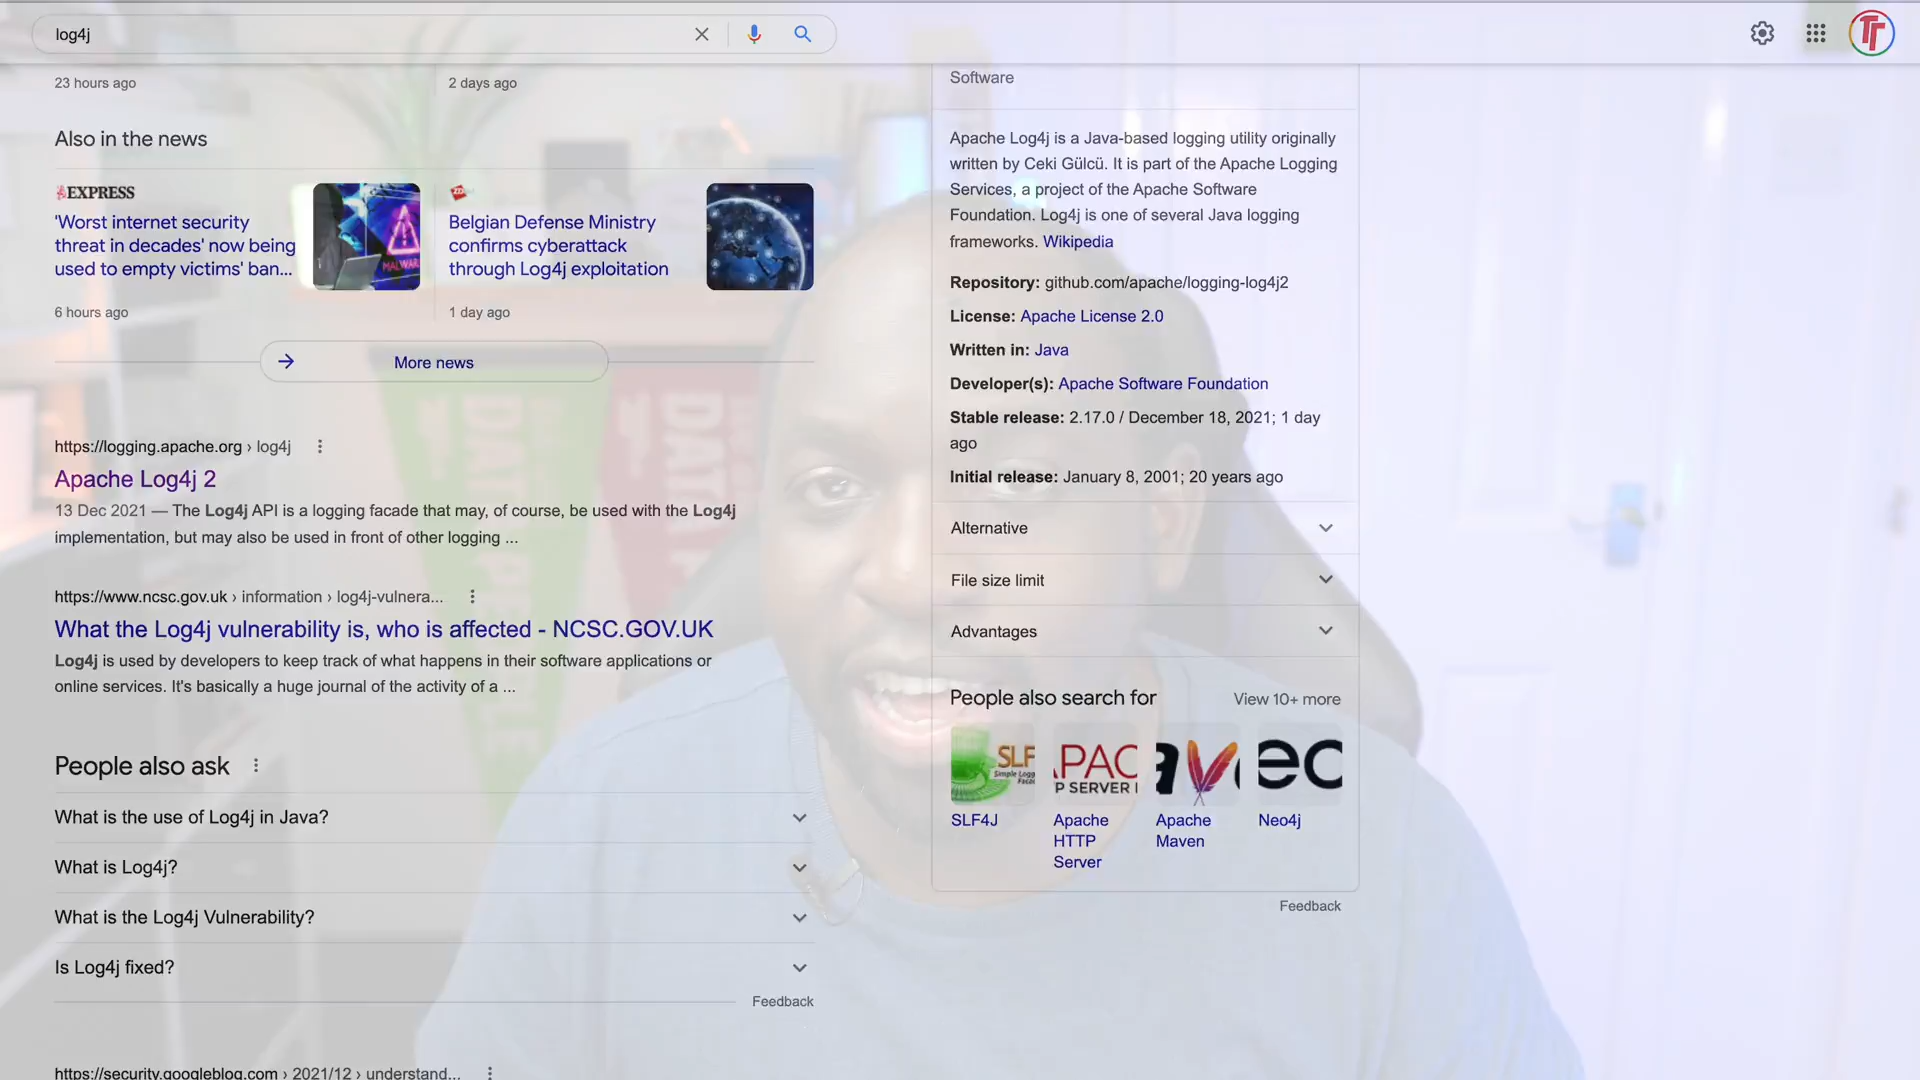 log4j
23 hours ago
2 days ago
Also in the news
EXPRESS
'Worst internet security
threat in decades' now being
used to empty victims' ban...
MALWAR
6 hours ago
Belgian Defense Ministry
confirms cyberattack
through Log4j exploitation
1 day ago
More news
https://logging.apache.org › log4j
Apache Log4j 2
13 Dec 2021 — The Log4j API is a logging facade that may, of course, be used with the Log4j
implementation, but may also be used in front of other logging ...
https://www.ncsc.gov.uk › information › log4j-vulnera...
What the Log4j vulnerability is, who is affected - NCSC.GOV.UK
Log4j is used by developers to keep track of what happens in their software applications or
online services. It's basically a huge journal of the activity of a ...
People also ask
What is the use of Log4j in Java?
What is Log4j?
What is the Log4j Vulnerability?
Is Log4j fixed?
Feedback
https://security.googleblog.com › 2021/12 › understand...
Software
Apache Log4j is a Java-based logging utility originally
written by Ceki Gülcü. It is part of the Apache Logging
Services, a project of the Apache Software
Foundation. Log4j is one of several Java logging
frameworks. Wikipedia
Repository: github.com/apache/logging-log4j2
License: Apache License 2.0
Written in: Java
Developer(s): Apache Software Foundation
Stable release: 2.17.0 / December 18, 2021; 1 day
ago
Initial release: January 8, 2001; 20 years ago
Alternative
File size limit
Advantages
People also search for
View 10+ more
SLF4J
Apache
HTTP
Server
Apache
Maven
Neo4j
Feedback